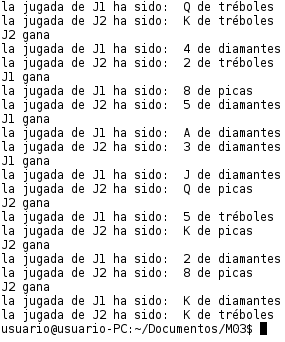 la jugada de J1 ha sido: Q de tréboles
la jugada de J2 ha sido: K de tréboles
J2 gana
la jugada de J1 ha sido: 4 de diamantes
la jugada de J2 ha sido: 2 de tréboles
J1 gana
la jugada de J1 ha sido: 8 de picas
la jugada de J2 ha sido: 5 de diamantes
J1 gana
la jugada de J1 ha sido: A de diamantes
la jugada de J2 ha sido: 3 de diamantes
J1 gana
la jugada de J1 ha sido: J de diamantes
la jugada de J2 ha sido: Q de picas
J2 gana
la jugada de J1 ha sido: 5 de tréboles
la jugada de J2 ha sido: K de picas
J2 gana
la jugada de J1 ha sido: 2 de diamantes
la jugada de J2 ha sido: 8 de picas
J2 gana
la jugada de J1 ha sido: K de diamantes
la jugada de J2 ha sido: K de tréboles
usuario@usuario-PC:~/Documentos/M03$